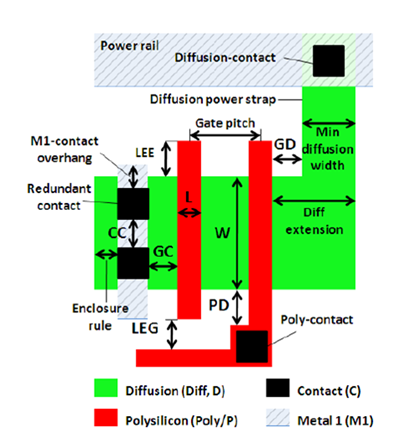 Power rail
Diffusion-contact
Diffusion power strap
Gate pitch
GD
Min
diffusion
width
LEE
M1-contact
overhang
Redundant
contact
L
Diff
extension
CC
GC
W
Enclosure
rule
LEG
PD
Poly-contact
Diffusion (Diff, D)
Contact (C)
Polysilicon (Poly/P)
Metal 1 (M1)